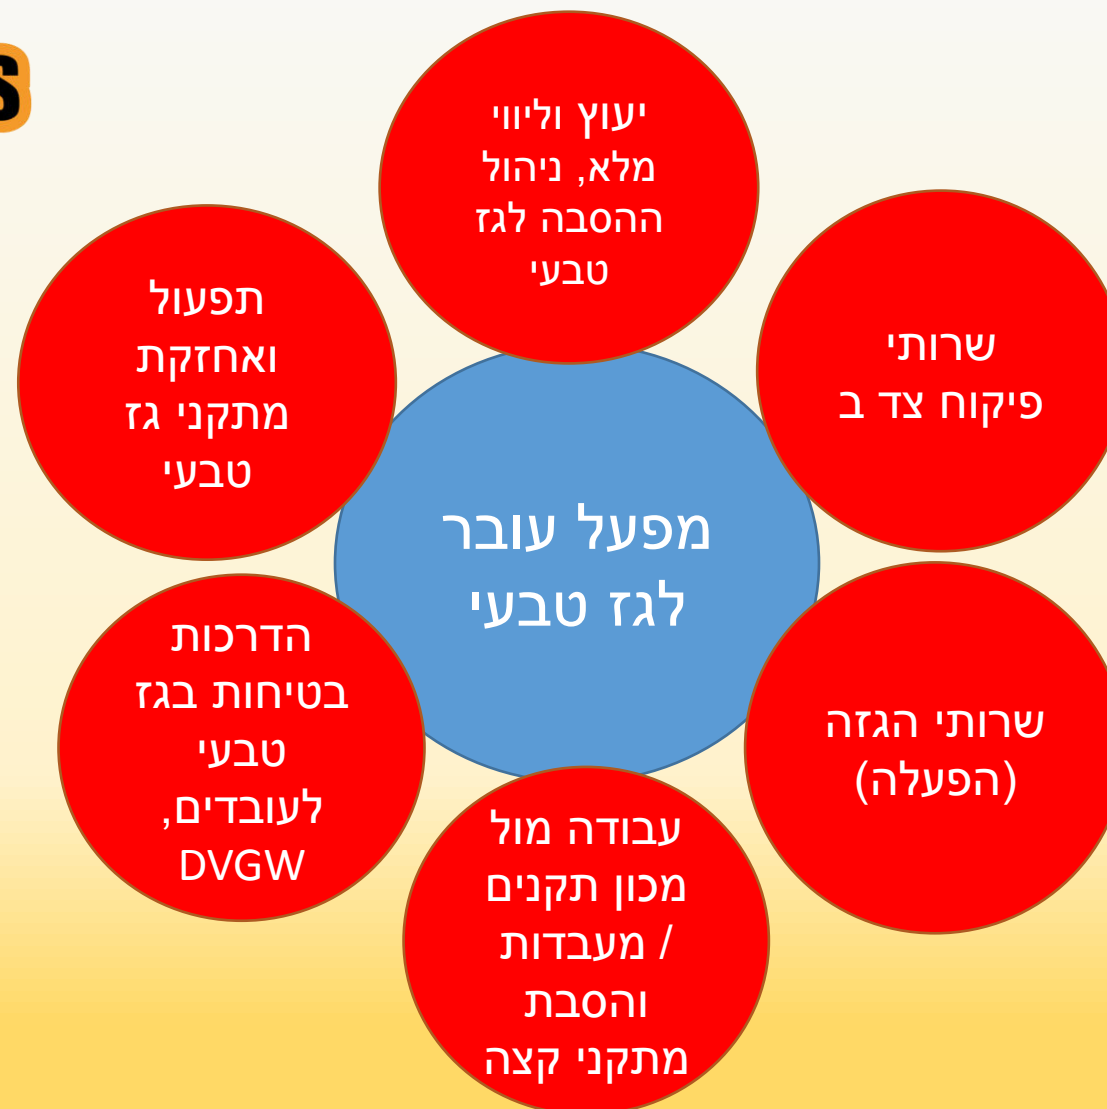 S
יעוץ וליווי
מלא, ניהול
ההסבה לגז
טבעי
שרותי
פיקוח צד ב
שרותי הגזה
(הפעלה)
עבודה מול
מכון תקנים
/ מעבדות
והסבת
מתקני קצה
הדרכות
בטיחות בגז
טבעי
לעובדים,
DVGW
תפעול
ואחזקת
מתקני גז
טבעי
מפעל עובר
לגז טבעי